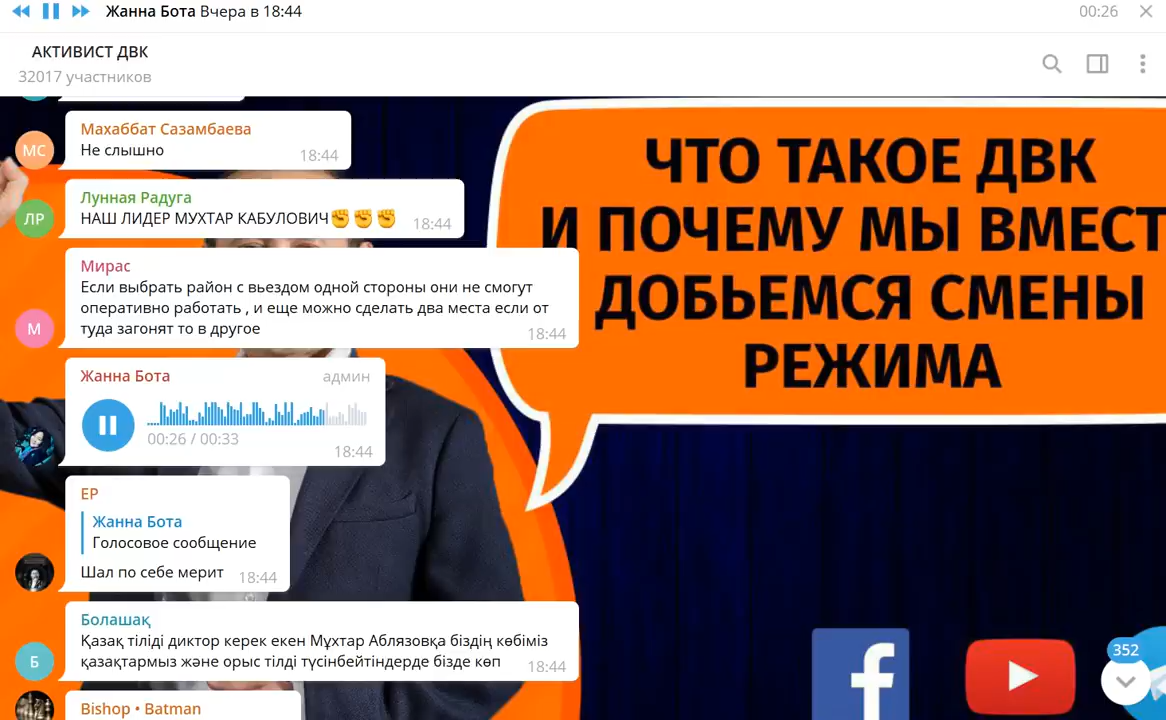 Жанна Бота Вчера в 18:44
00:26
АКТИВИСТ ДВК
32017 участников
МС
Махаббат Сазамбаева
Не слышно
18:44
ЛР
Лунная Радуга
НАШ ЛИДЕР МУХТАР КАБУЛОВИЧ✊✊✊
18:44
М
Мирас
Если выбрать район с вьездом одной стороны они не смогут
оперативно работать , и еще можно сделать два места если от
туда загонят то в другое
18:44
Жанна Бота
админ
00:26 / 00:33
18:44
ЕР
Жанна Бота
Голосовое сообщение
Шал по себе мерит
18:44
Б
Болашақ
Қазақ тіліді диктор керек екен Мұхтар Аблязовқа біздің көбіміз
қазақтармыз және орыс тілді түсінбейтіндерде бізде көп
18:44
Bishop • Batman
ЧТО ТАКОЕ ДВК
И ПОЧЕМУ МЫ ВМЕСТ
ДОБЬЕМСЯ СМЕНЫ
РЕЖИМА
f
352